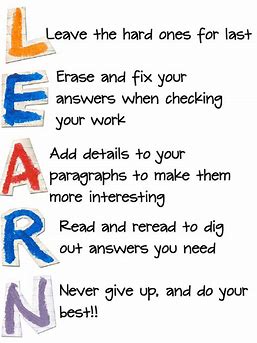 L Leave the hard ones for last
E Erase and fix your
answers when checking
your work
A Add details to your
paragraphs to make them
more interesting
R Read and reread to dig
out answers you need
N Never give up, and do your
best!!